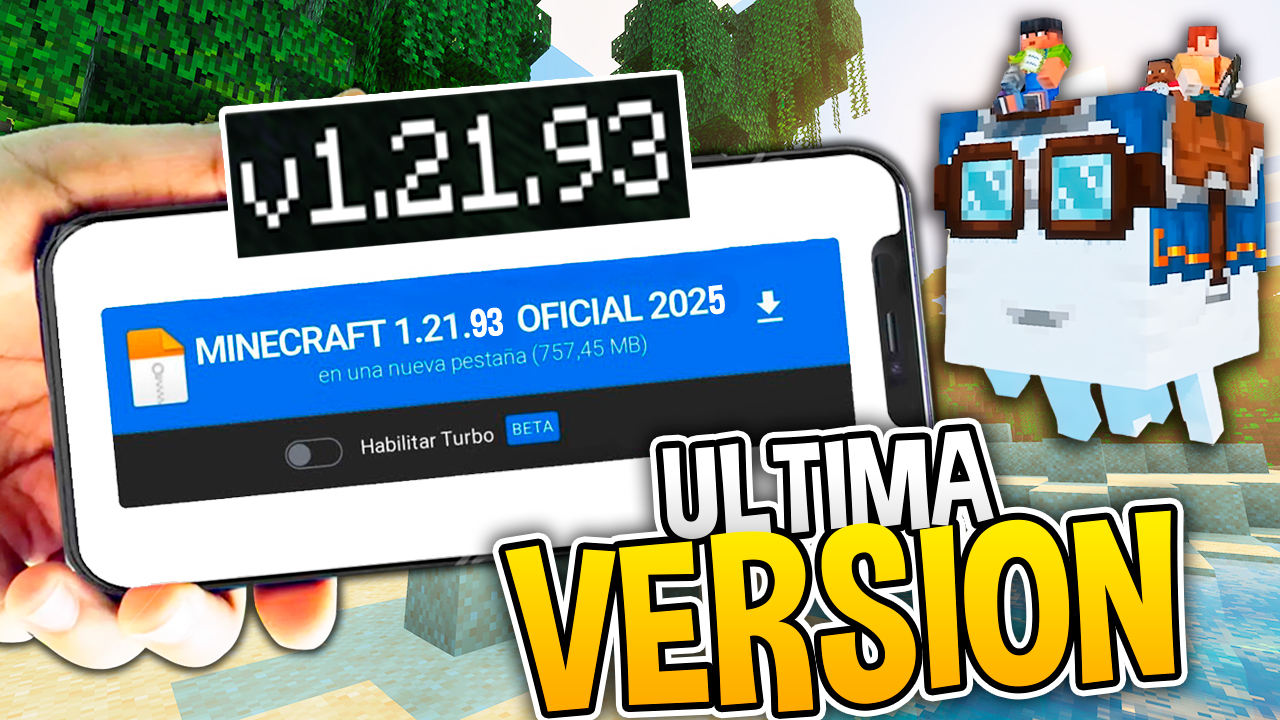 v1.21.93
MINECRAFT 1.21.93 OFICIAL 2025
en una nueva pestaña (757,45 MB)
Habilitar Turbo BETA
ULTIMA
VERSION